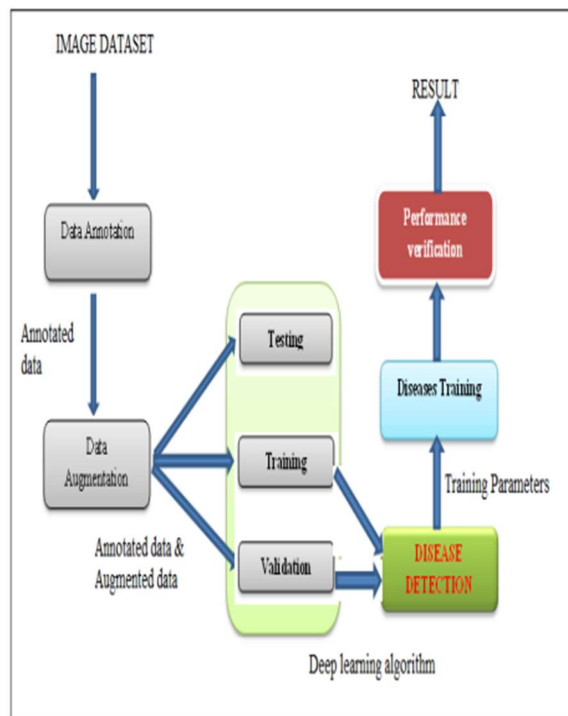 IMAGE DATASET
Data Annotation
Annotated
data
Data
Augmentation
Annotated data &
Augmented data
Testing
Training
Validation
Deep learning algorithm
DISEASE
DETECTION
Training Parameters
Diseases Training
Performance
verification
RESULT